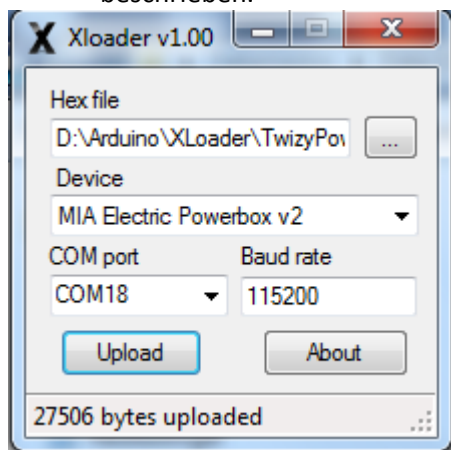 beschrieben.
Xloader v1.00
Hex file
D:\Arduino\XLoader\TwizyPov
...
Device
MIA Electric Powerbox v2
COM port Baud rate
COM18 115200
Upload About
27506 bytes uploaded